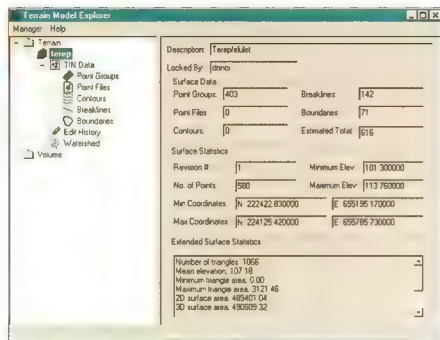 Terrain Model Explorer
Manager Help
Terrain
terep
TIN Data
Point Groups
Point Files
Contours
Breaklines
Boundaries
Edit History
Watershed
Volume
Description:
Locked By: donci
Surface Data
Point Groups: 403 Breaklines: 142
Point Files 0 Boundaries 71
Contours: 0 Estimated Total 616
Surface Statistics
Revision # 1 Minimum Elev 101.300000
No. of Points 580 Maximum Elev 113.760000
Min Coordinates N 222422.830000 E 655195.170000
Max Coordinates N 224125.420000 E 655785.730000
Extended Surface Statistics
Number of triangles: 1066
Mean elevation: 107.18
Minimum triangle area: 0.00
Maximum triangle area: 3121.46
2D surface area: 489401.04
3D surface area: 490809.32